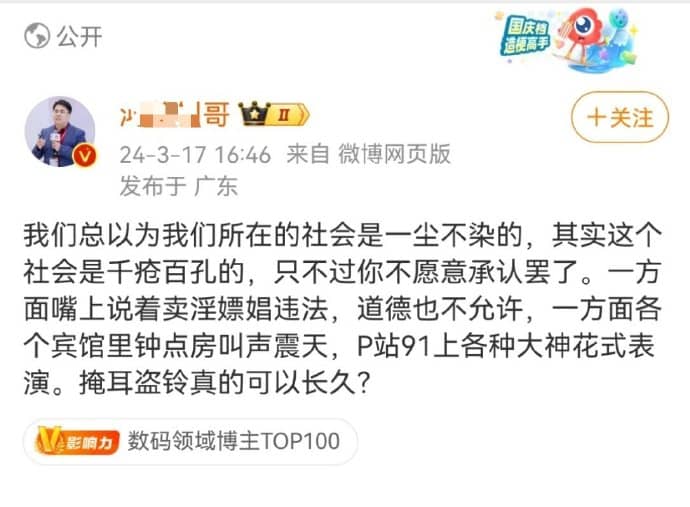 公开
国庆档
造梗高手
哥 II
+关注
24-3-17 16:46 来自 微博网页版
发布于 广东
我们总以为我们所在的社会是一尘不染的，其实这个
社会是千疮百孔的，只不过你不愿意承认罢了。一方
面嘴上说着卖淫嫖娼违法，道德也不允许，一方面各
个宾馆里钟点房叫声震天，P站91上各种大神花式表
演。掩耳盗铃真的可以长久？
V影响力 数码领域博主TOP100